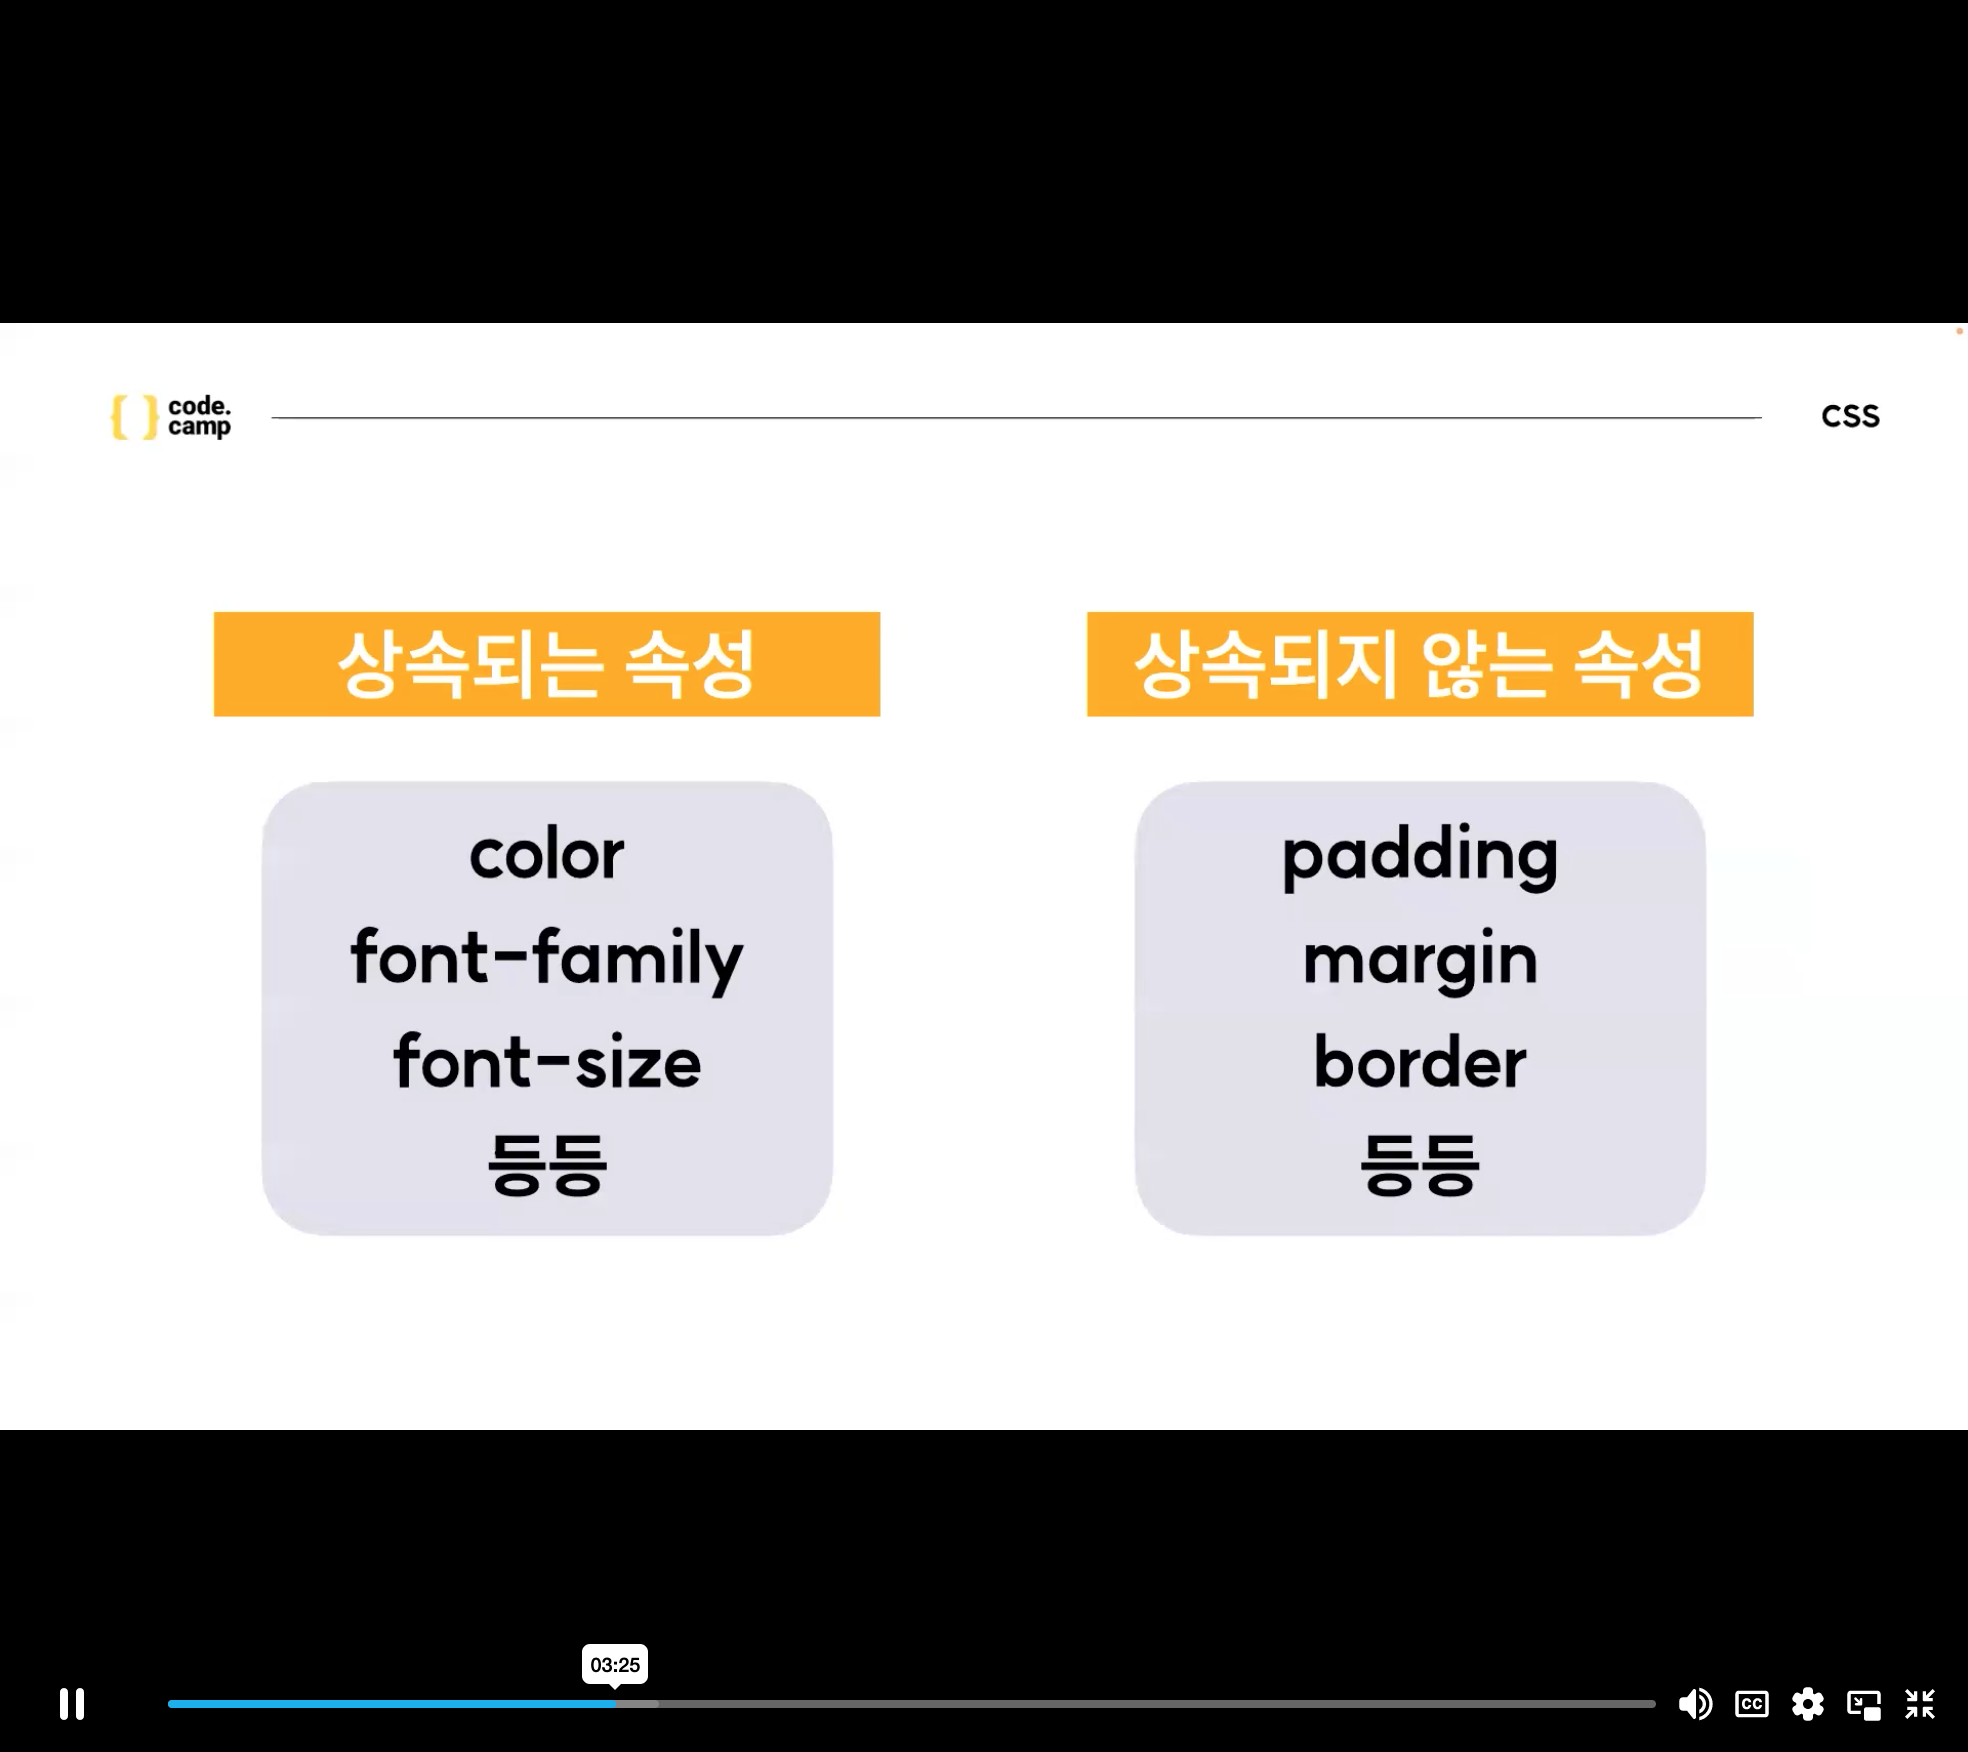 code.
camp
CSS
상속되는 속성
color
font-family
font-size
등등
상속되지 않는 속성
padding
margin
border
등등
03:25
CC